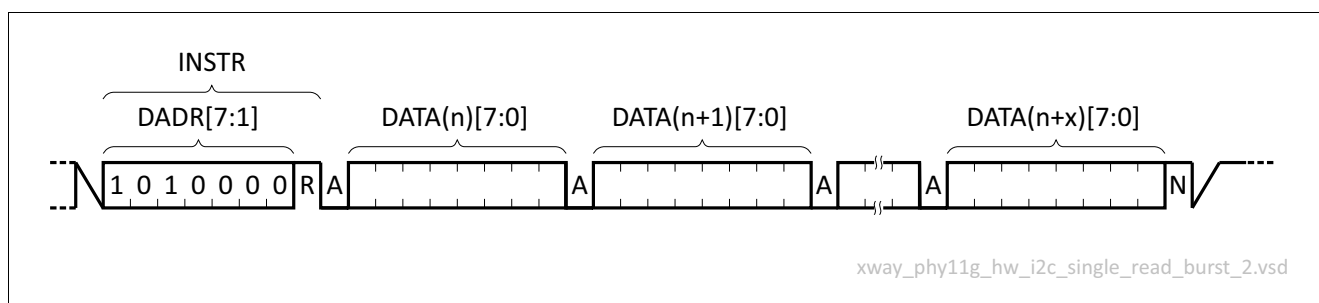 INSTR
DADR[7:1] DATA(n)[7:0] DATA(n+1)[7:0] DATA(n+x)[7:0]
1 0 1 0 0 0 0 R A A A A N
xway_phy11g_hw_i2c_single_read_burst_2.vsd